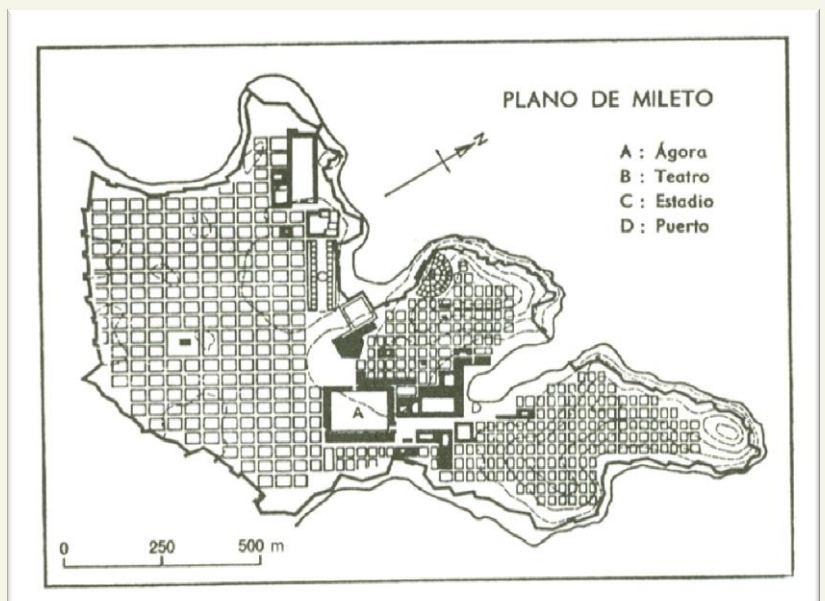 PLANO DE MILETO
N
A : Ágora
B : Teatro
C : Estadio
D : Puerto
B
C
A
D
0 250 500 m